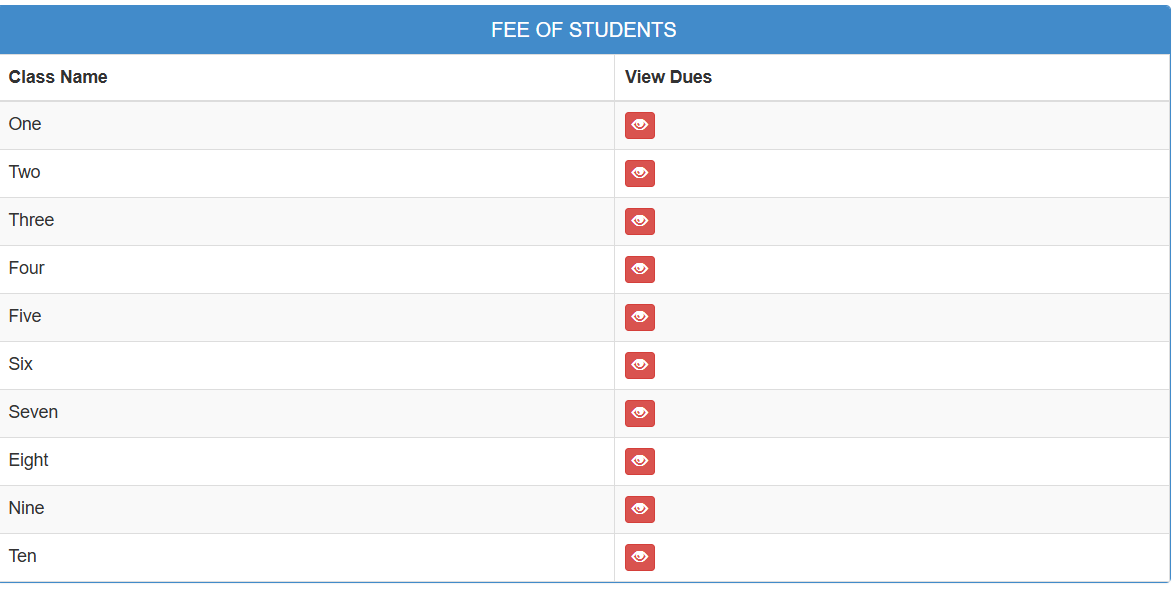 FEE OF STUDENTS
Class Name View Dues
One
Two
Three
Four
Five
Six
Seven
Eight
Nine
Ten